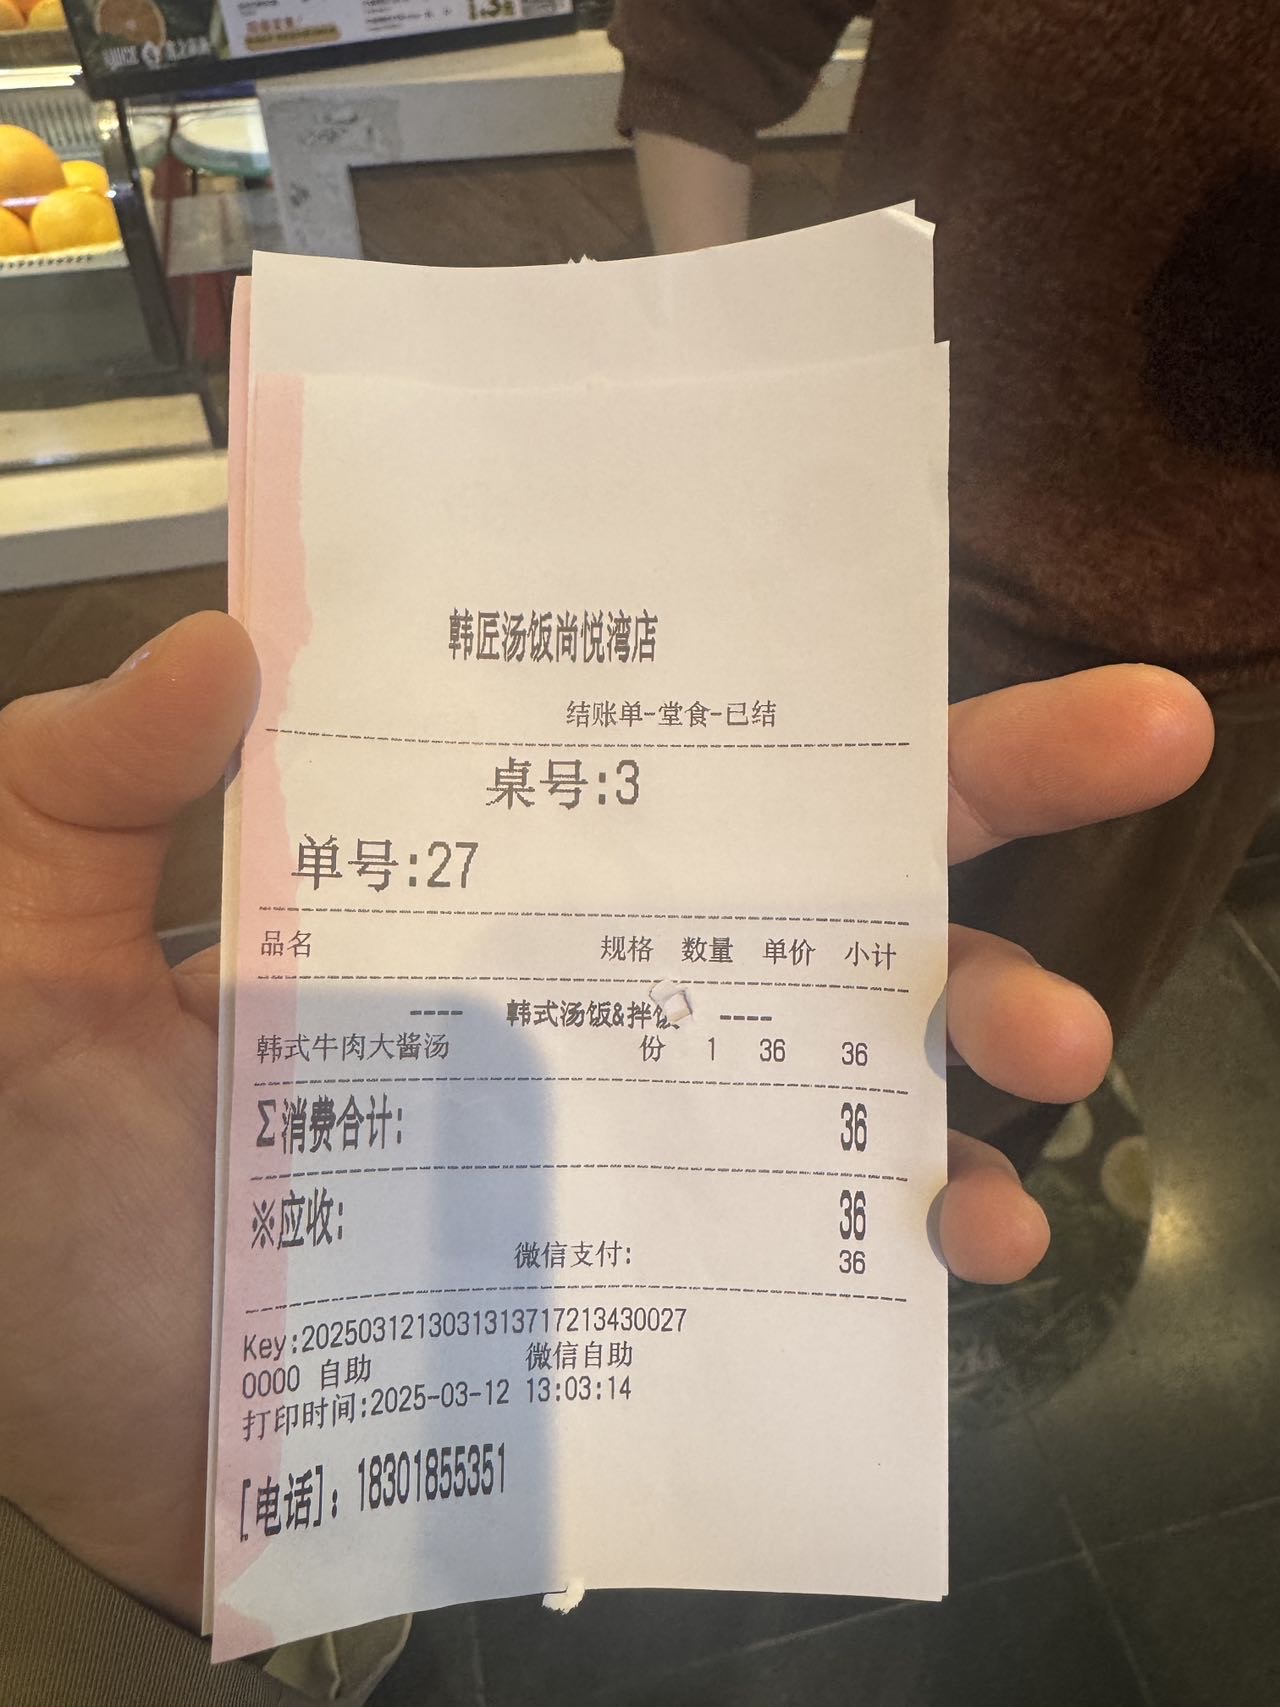 韩匠汤饭尚悦湾店
结账单-堂食-已结
桌号:3
单号:27
品名 规格 数量 单价 小计
---- 韩式汤饭&拌饭 ----
韩式牛肉大酱汤 份 1 36 36
Σ消费合计: 36
※应收: 36
微信支付: 36
Key:2025031213031313717213430027
0000 自助 微信自助
打印时间:2025-03-12 13:03:14
[电话]: 18301855351